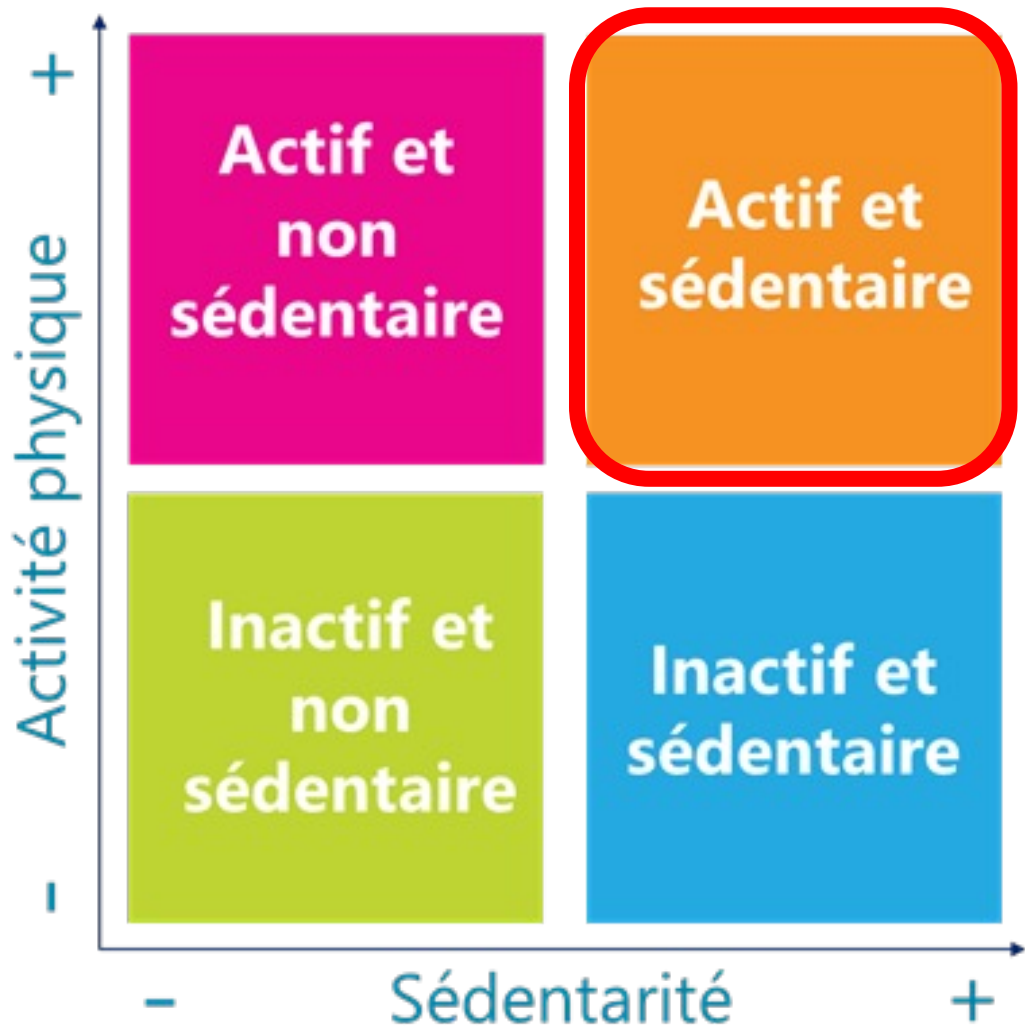 +
Actif et
non
sédentaire
Actif et
sédentaire
Activité physique
Inactif et
non
sédentaire
Inactif et
sédentaire
-
- Sédentarité +